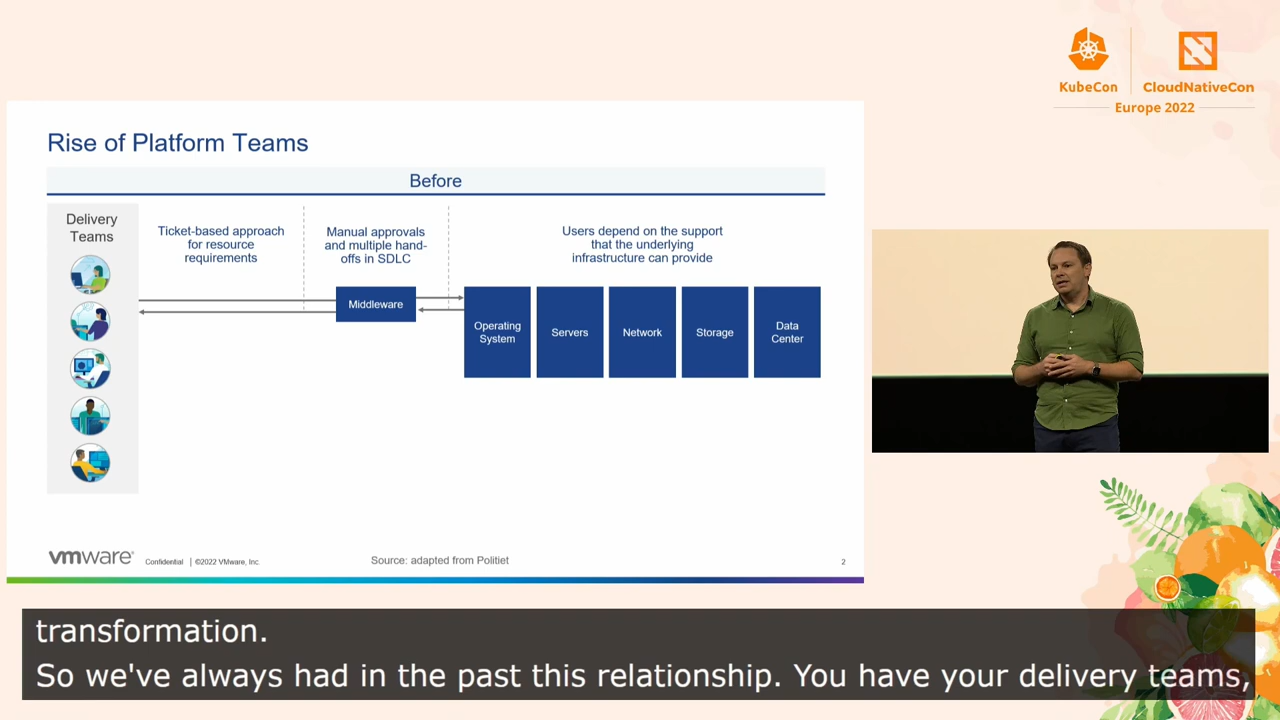 KubeCon
CloudNativeCon
Europe 2022
Rise of Platform Teams
Before
Delivery
Teams
Ticket-based approach
for resource
requirements
Manual approvals
and multiple hand-
offs in SDLC
Users depend on the support
that the underlying
infrastructure can provide
Middleware
Operating
System
Servers
Network
Storage
Data
Center
vmware®
Confidential | ©2022 VMware, Inc.
Source: adapted from Politiet
2
transformation.
So we've always had in the past this relationship. You have your delivery teams,